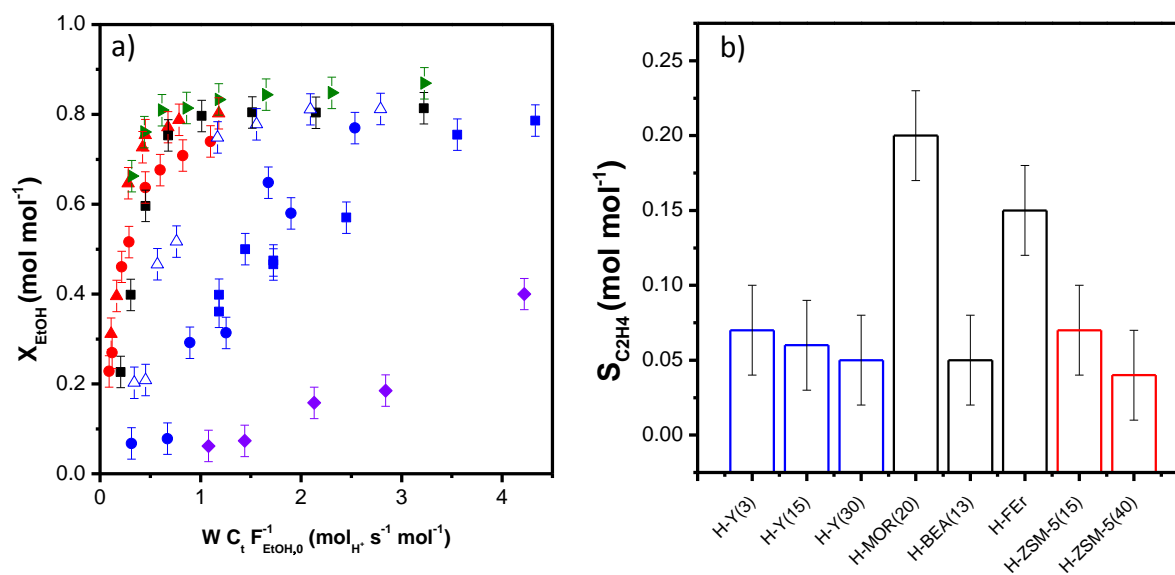 a)
1.0
0.8
0.6
0.4
0.2
0.0
X_EtOH (mol mol⁻¹)
0 1 2 3 4
W C_t F⁻¹_EtOH,0 (mol_H⁺ s⁻¹ mol⁻¹)
b)
0.25
0.20
0.15
0.10
0.05
0.00
S_C2H4 (mol mol⁻¹)
H-Y(3)
H-Y(15)
H-Y(30)
H-MOR(20)
H-BEA(13)
H-FEr
H-ZSM-5(15)
H-ZSM-5(40)